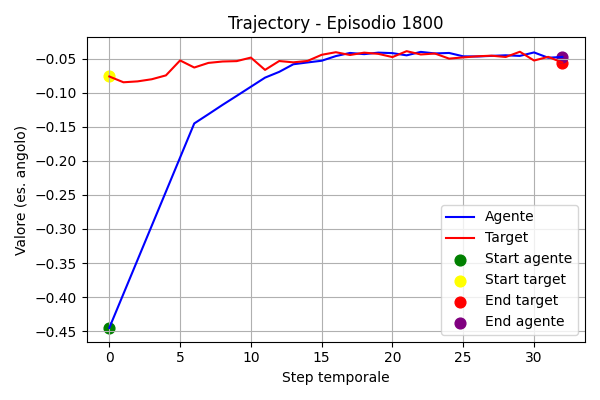 Trajectory - Episodio 1800
Valore (es. angolo)
−0.05
−0.10
−0.15
−0.20
−0.25
−0.30
−0.35
−0.40
−0.45
Agente
Target
Start agente
Start target
End target
End agente
0 5 10 15 20 25 30
Step temporale